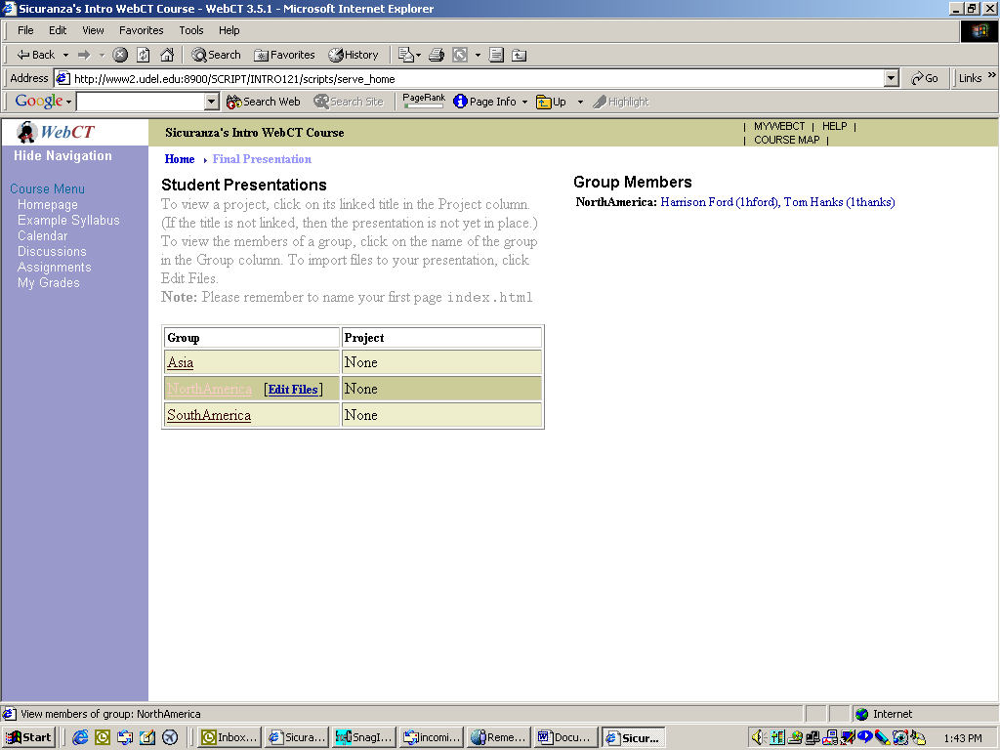 Sicuranza's Intro WebCT Course - WebCT 3.5.1 - Microsoft Internet Explorer
File Edit View Favorites Tools Help
Back Search Favorites History
Address http://www2.udel.edu:8900/SCRIPT/INTRO121/scripts/serve_home Go Links »
Google Search Web Search Site PageRank Page Info Up Highlight
WebCT Sicuranza's Intro WebCT Course | MYWEBCT | HELP |
| COURSE MAP |
Hide Navigation
Course Menu
Homepage
Example Syllabus
Calendar
Discussions
Assignments
My Grades
Home › Final Presentation
Student Presentations
To view a project, click on its linked title in the Project column.
(If the title is not linked, then the presentation is not yet in place.)
To view the members of a group, click on the name of the group
in the Group column. To import files to your presentation, click
Edit Files.
Note: Please remember to name your first page index.html
Group Project
Asia None
NorthAmerica [Edit Files] None
SouthAmerica None
Group Members
NorthAmerica: Harrison Ford (1hford), Tom Hanks (1thanks)
View members of group: NorthAmerica Internet
Start Inbox... Sicura... SnagI... incomi... Reme... Docu... Sicur... 1:43 PM